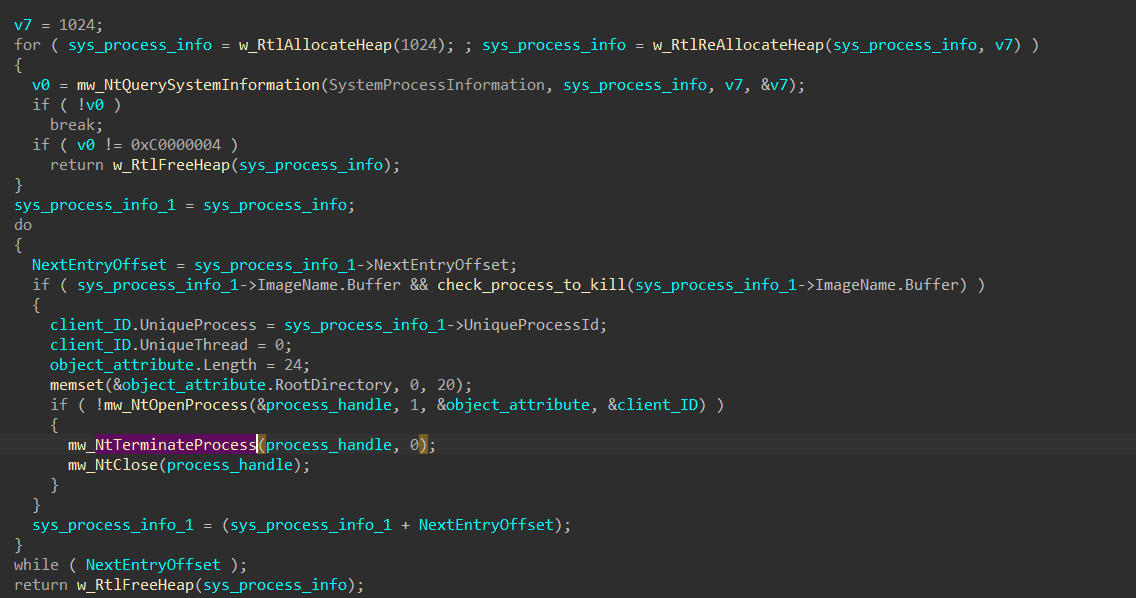 v7 = 1024;
for ( sys_process_info = w_RtlAllocateHeap(1024); ; sys_process_info = w_RtlReAllocateHeap(sys_process_info, v7) )
{
v0 = mw_NtQuerySystemInformation(SystemProcessInformation, sys_process_info, v7, &v7);
if ( !v0 )
break;
if ( v0 != 0xC0000004 )
return w_RtlFreeHeap(sys_process_info);
}
sys_process_info_1 = sys_process_info;
do
{
NextEntryOffset = sys_process_info_1->NextEntryOffset;
if ( sys_process_info_1->ImageName.Buffer && check_process_to_kill(sys_process_info_1->ImageName.Buffer) )
{
client_ID.UniqueProcess = sys_process_info_1->UniqueProcessId;
client_ID.UniqueThread = 0;
object_attribute.Length = 24;
memset(&object_attribute.RootDirectory, 0, 20);
if ( !mw_NtOpenProcess(&process_handle, 1, &object_attribute, &client_ID) )
{
mw_NtTerminateProcess(process_handle, 0);
mw_NtClose(process_handle);
}
}
sys_process_info_1 = (sys_process_info_1 + NextEntryOffset);
}
while ( NextEntryOffset );
return w_RtlFreeHeap(sys_process_info);